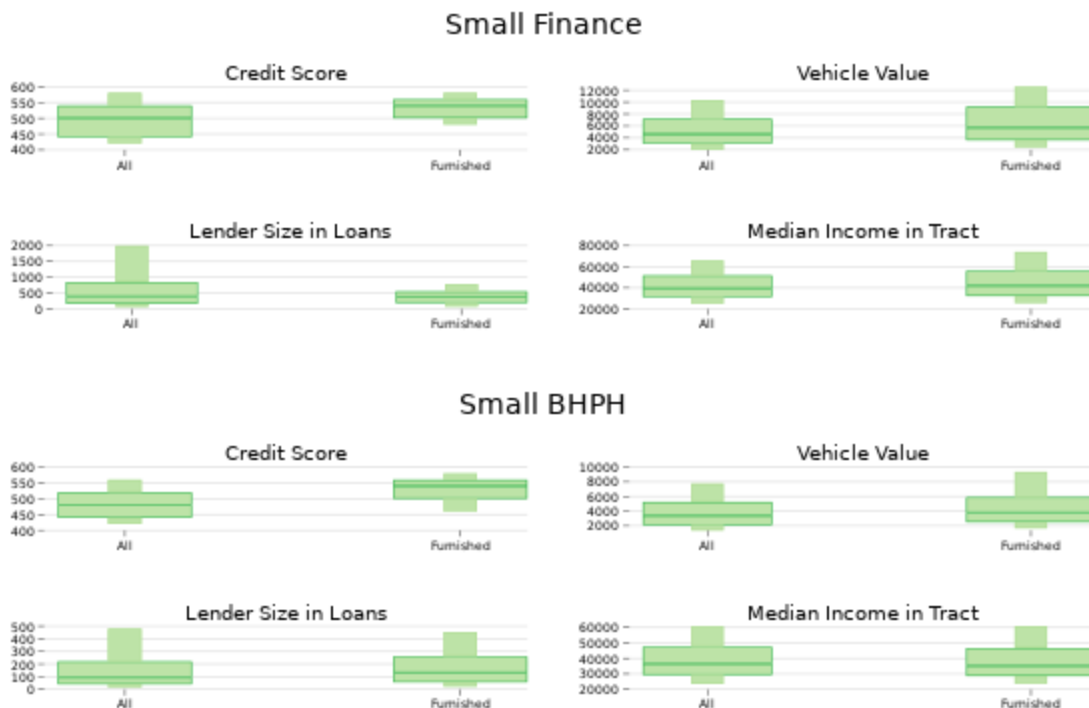 Small Finance
Credit Score
600
550
500
450
400
All
Furnished
Vehicle Value
12000
10000
8000
6000
4000
2000
All
Furnished
Lender Size in Loans
2000
1500
1000
500
0
All
Furnished
Median Income in Tract
80000
60000
40000
20000
All
Furnished
Small BHPH
Credit Score
600
550
500
450
400
All
Furnished
Vehicle Value
10000
8000
6000
4000
2000
All
Furnished
Lender Size in Loans
500
400
300
200
100
0
All
Furnished
Median Income in Tract
60000
50000
40000
30000
20000
All
Furnished